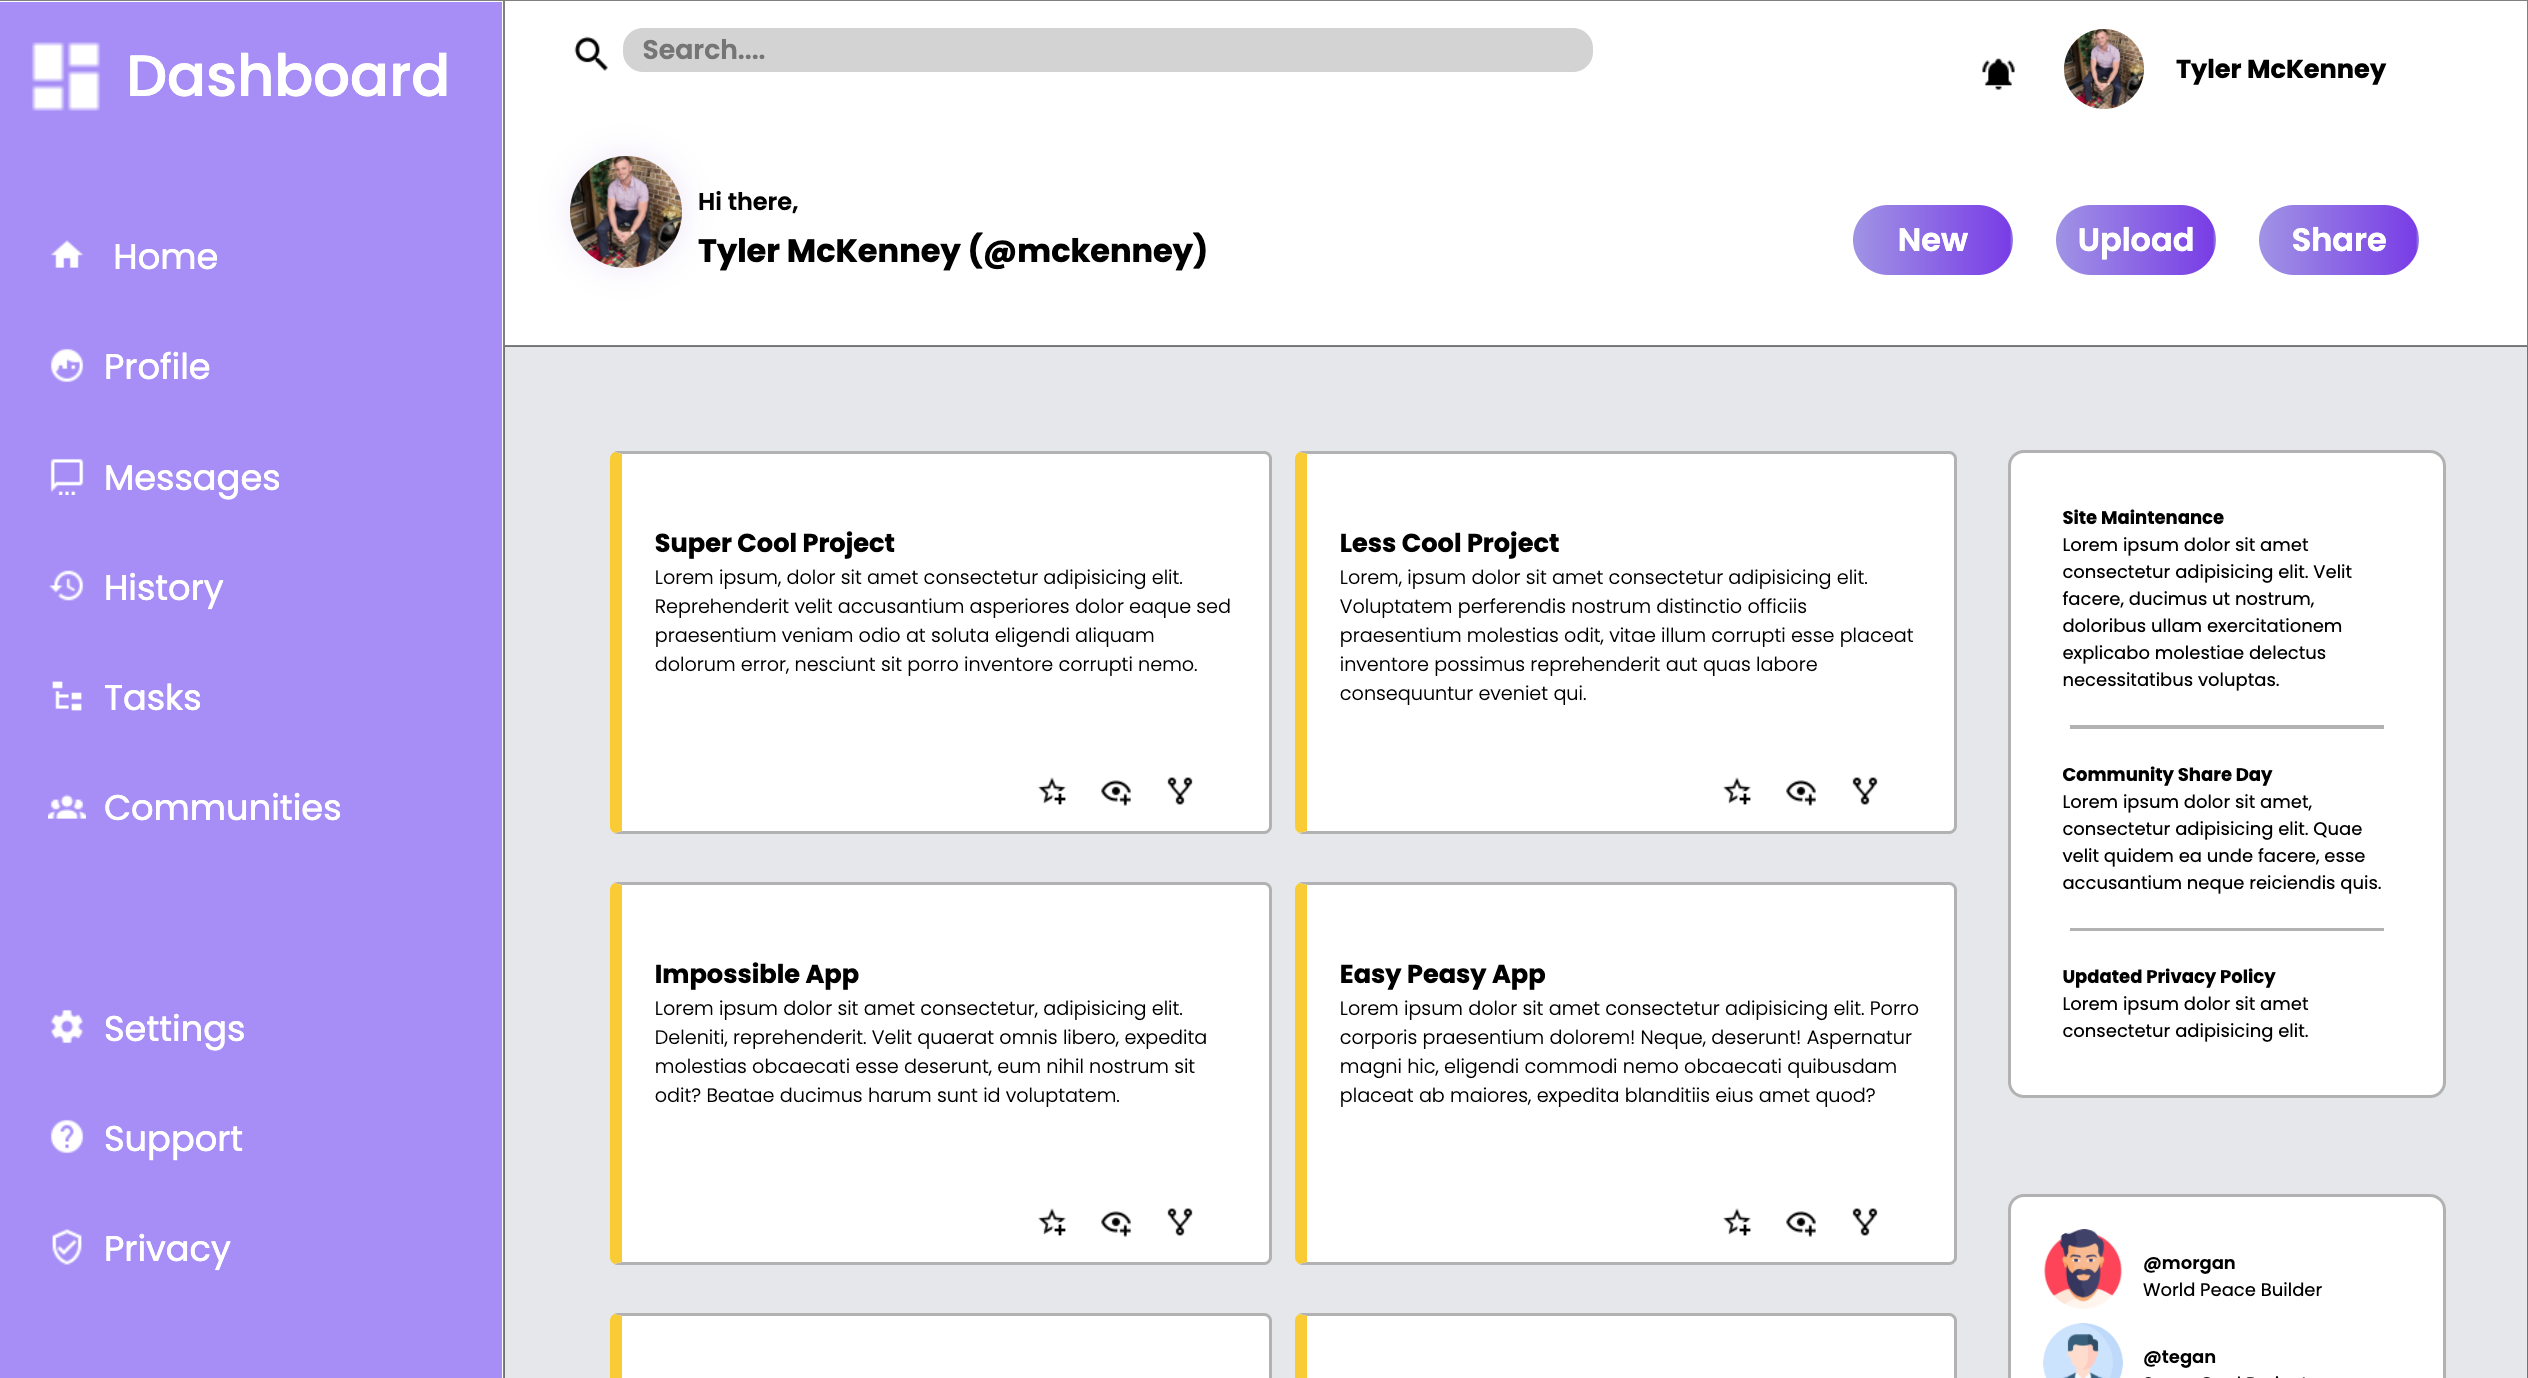 Dashboard
Home
Profile
Messages
History
Tasks
Communities
Settings
Support
Privacy
Search....
Tyler McKenney
Hi there,
Tyler McKenney (@mckenney)
New
Upload
Share
Super Cool Project
Lorem ipsum, dolor sit amet consectetur adipisicing elit.
Reprehenderit velit accusantium asperiores dolor eaque sed
praesentium veniam odio at soluta eligendi aliquam
dolorum error, nesciunt sit porro inventore corrupti nemo.
Less Cool Project
Lorem, ipsum dolor sit amet consectetur adipisicing elit.
Voluptatem perferendis nostrum distinctio officiis
praesentium molestias odit, vitae illum corrupti esse placeat
inventore possimus reprehenderit aut quas labore
consequuntur eveniet qui.
Impossible App
Lorem ipsum dolor sit amet consectetur, adipisicing elit.
Deleniti, reprehenderit. Velit quaerat omnis libero, expedita
molestias obcaecati esse deserunt, eum nihil nostrum sit
odit? Beatae ducimus harum sunt id voluptatem.
Easy Peasy App
Lorem ipsum dolor sit amet consectetur adipisicing elit. Porro
corporis praesentium dolorem! Neque, deserunt! Aspernatur
magni hic, eligendi commodi nemo obcaecati quibusdam
placeat ab maiores, expedita blanditiis eius amet quod?
Site Maintenance
Lorem ipsum dolor sit amet
consectetur adipisicing elit. Velit
facere, ducimus ut nostrum,
doloribus ullam exercitationem
explicabo molestiae delectus
necessitatibus voluptas.
Community Share Day
Lorem ipsum dolor sit amet,
consectetur adipisicing elit. Quae
velit quidem ea unde facere, esse
accusantium neque reiciendis quis.
Updated Privacy Policy
Lorem ipsum dolor sit amet
consectetur adipisicing elit.
@morgan
World Peace Builder
@tegan